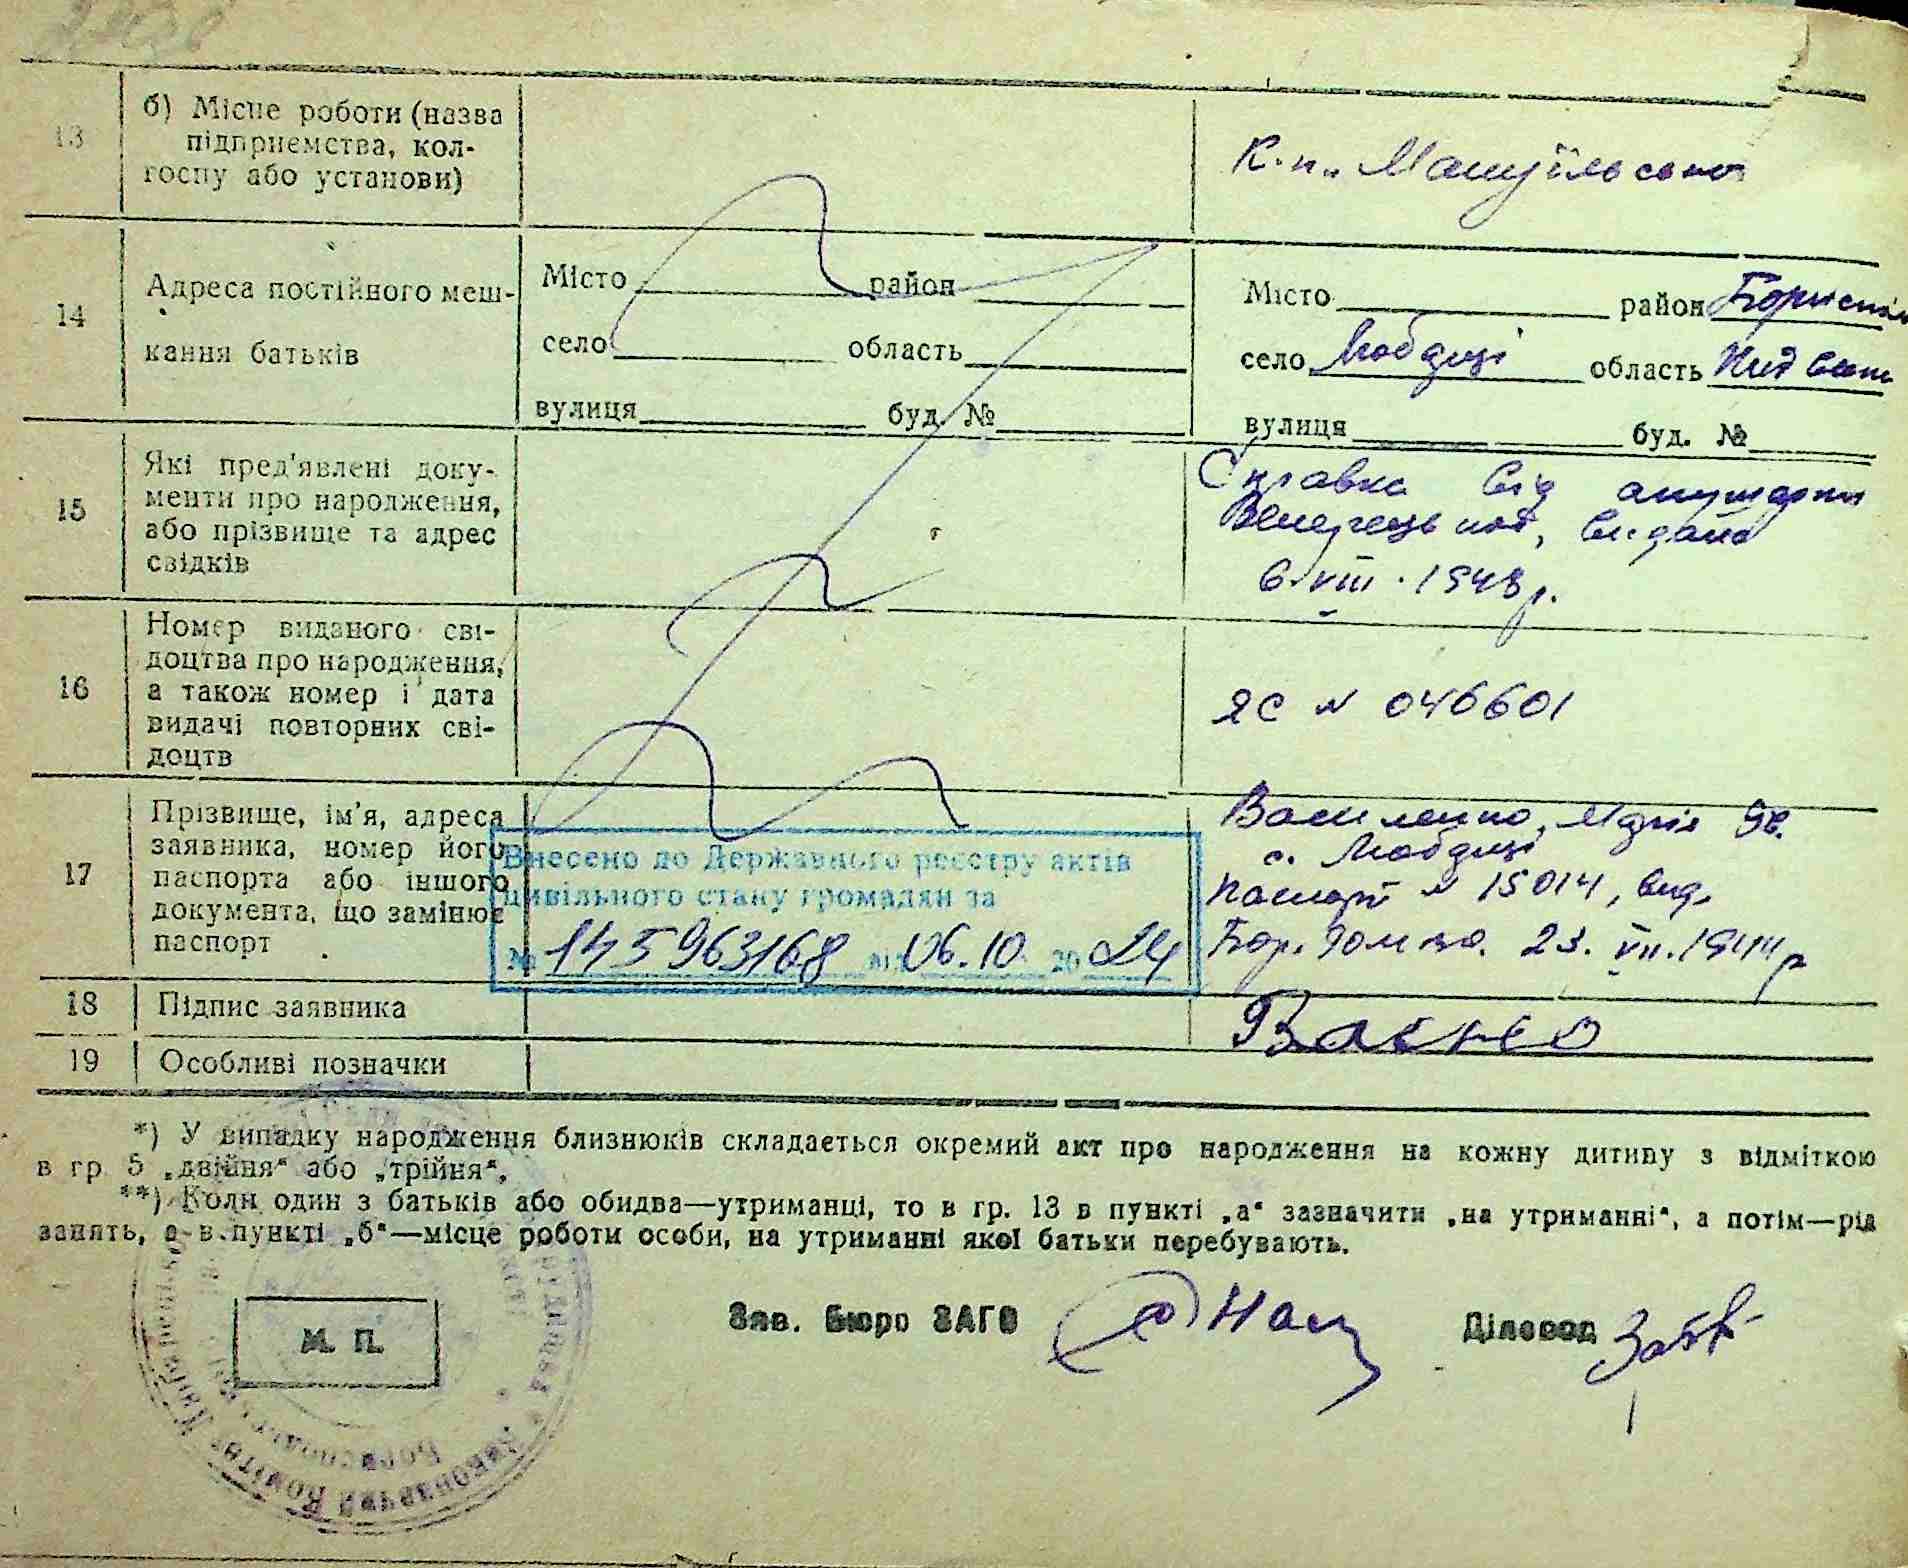 13
б) Місце роботи (назва
підприємства, кол-
госпу або установи)
14
Адреса постійного меш-
кання батьків
Місто район
село область
вулиця буд. №
Місто район
село область
вулиця буд. №
15
Які пред'явлені доку-
менти про народження,
або прізвище та адрес
свідків
Справка від
видана
6. VIII. 1948 р.
16
Номер виданого сві-
доцтва про народження,
а також номер і дата
видачі повторних сві-
доцтв
ЯС N 046601
17
Прізвище, ім'я, адреса
заявника, номер його
паспорта або іншого
документа, що замінює
паспорт
Внесено до Державного реєстру актів
цивільного стану громадян за
№ 145963168 від 06.10 2024
Василенко, Марія
с. Любарці
паспорт N 15014, вид.
23. VII. 1944 р
18
Підпис заявника
19
Особливі позначки
*) У випадку народження близнюків складається окремий акт про народження на кожну дитину з відміткою
в гр. 5 „двійня“ або „трійня“.
**) Коли один з батьків або обидва—утриманці, то в гр. 13 в пункті „а“ зазначити „на утриманні“, а потім—рід
занять, а в пункті „б“—місце роботи особи, на утриманні якої батьки перебувають.
М. П.
Зав. Бюро ЗАГС
Діловод
Виконавчий Комітет